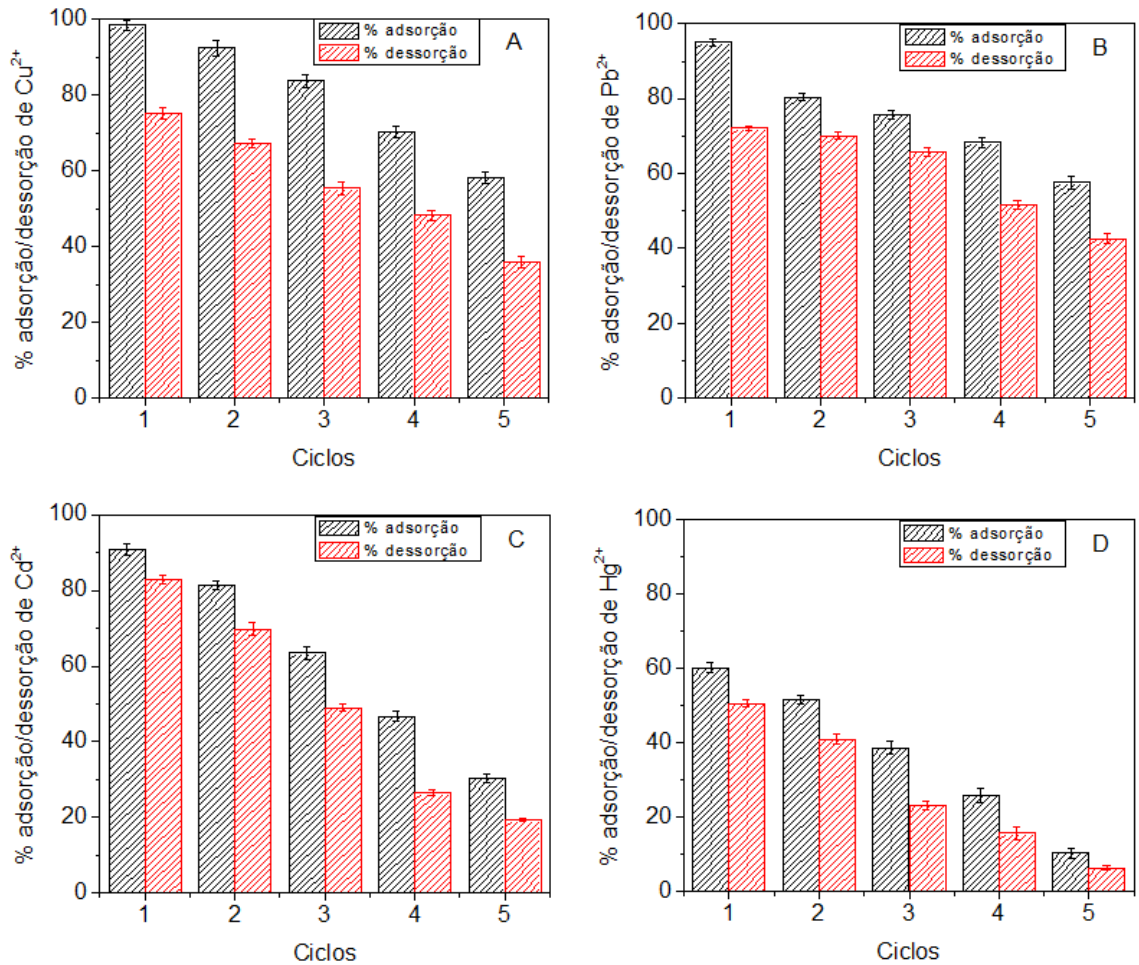 % adsorção/dessorção de Cu²⁺
100
80
60
40
20
0
% adsorção
% dessorção
A
1 2 3 4 5
Ciclos
% adsorção/dessorção de Pb²⁺
100
80
60
40
20
0
% adsorção
% dessorção
B
1 2 3 4 5
Ciclos
% adsorção/dessorção de Cd²⁺
100
80
60
40
20
0
% adsorção
% dessorção
C
1 2 3 4 5
Ciclos
% adsorção/dessorção de Hg²⁺
100
80
60
40
20
0
% adsorção
% dessorção
D
1 2 3 4 5
Ciclos